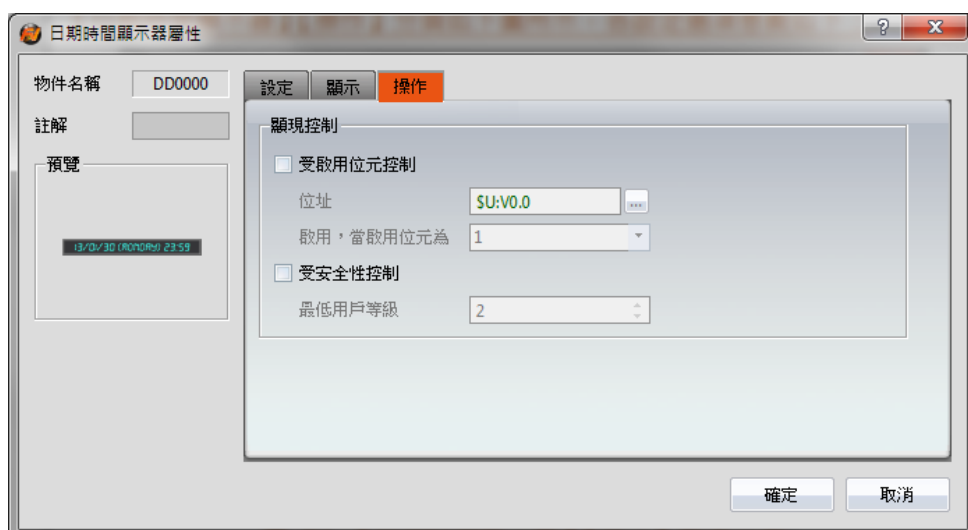 日期時間顯示器屬性
物件名稱 DD0000
註解
預覽
13/01/30 (MONDAY) 23:59
設定 顯示 操作
顯現控制
受啟用位元控制
位址 $U:V0.0 ...
啟用，當啟用位元為 1
受安全性控制
最低用戶等級 2
確定 取消